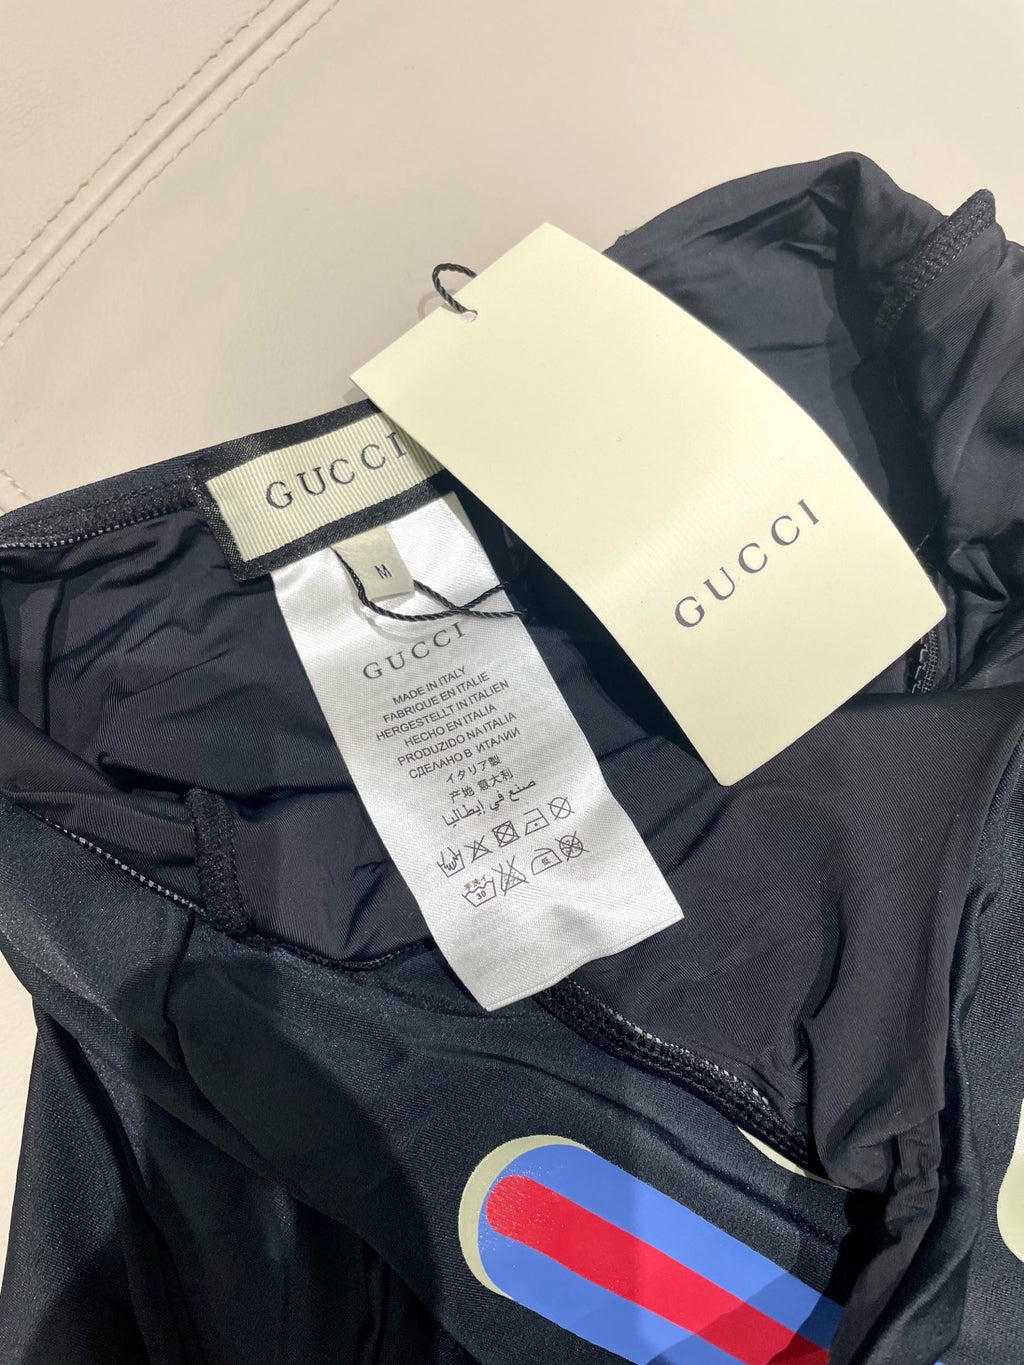 GUCCI
GUCCI
M
GUCCI
MADE IN ITALY
FABRIQUE EN ITALIE
HERGESTELLT IN ITALIEN
HECHO EN ITALIA
PRODUZIDO NA ITALIA
СДЕЛАНО В ИТАЛИИ
イタリア製
产地 意大利
صنع في إيطاليا
30